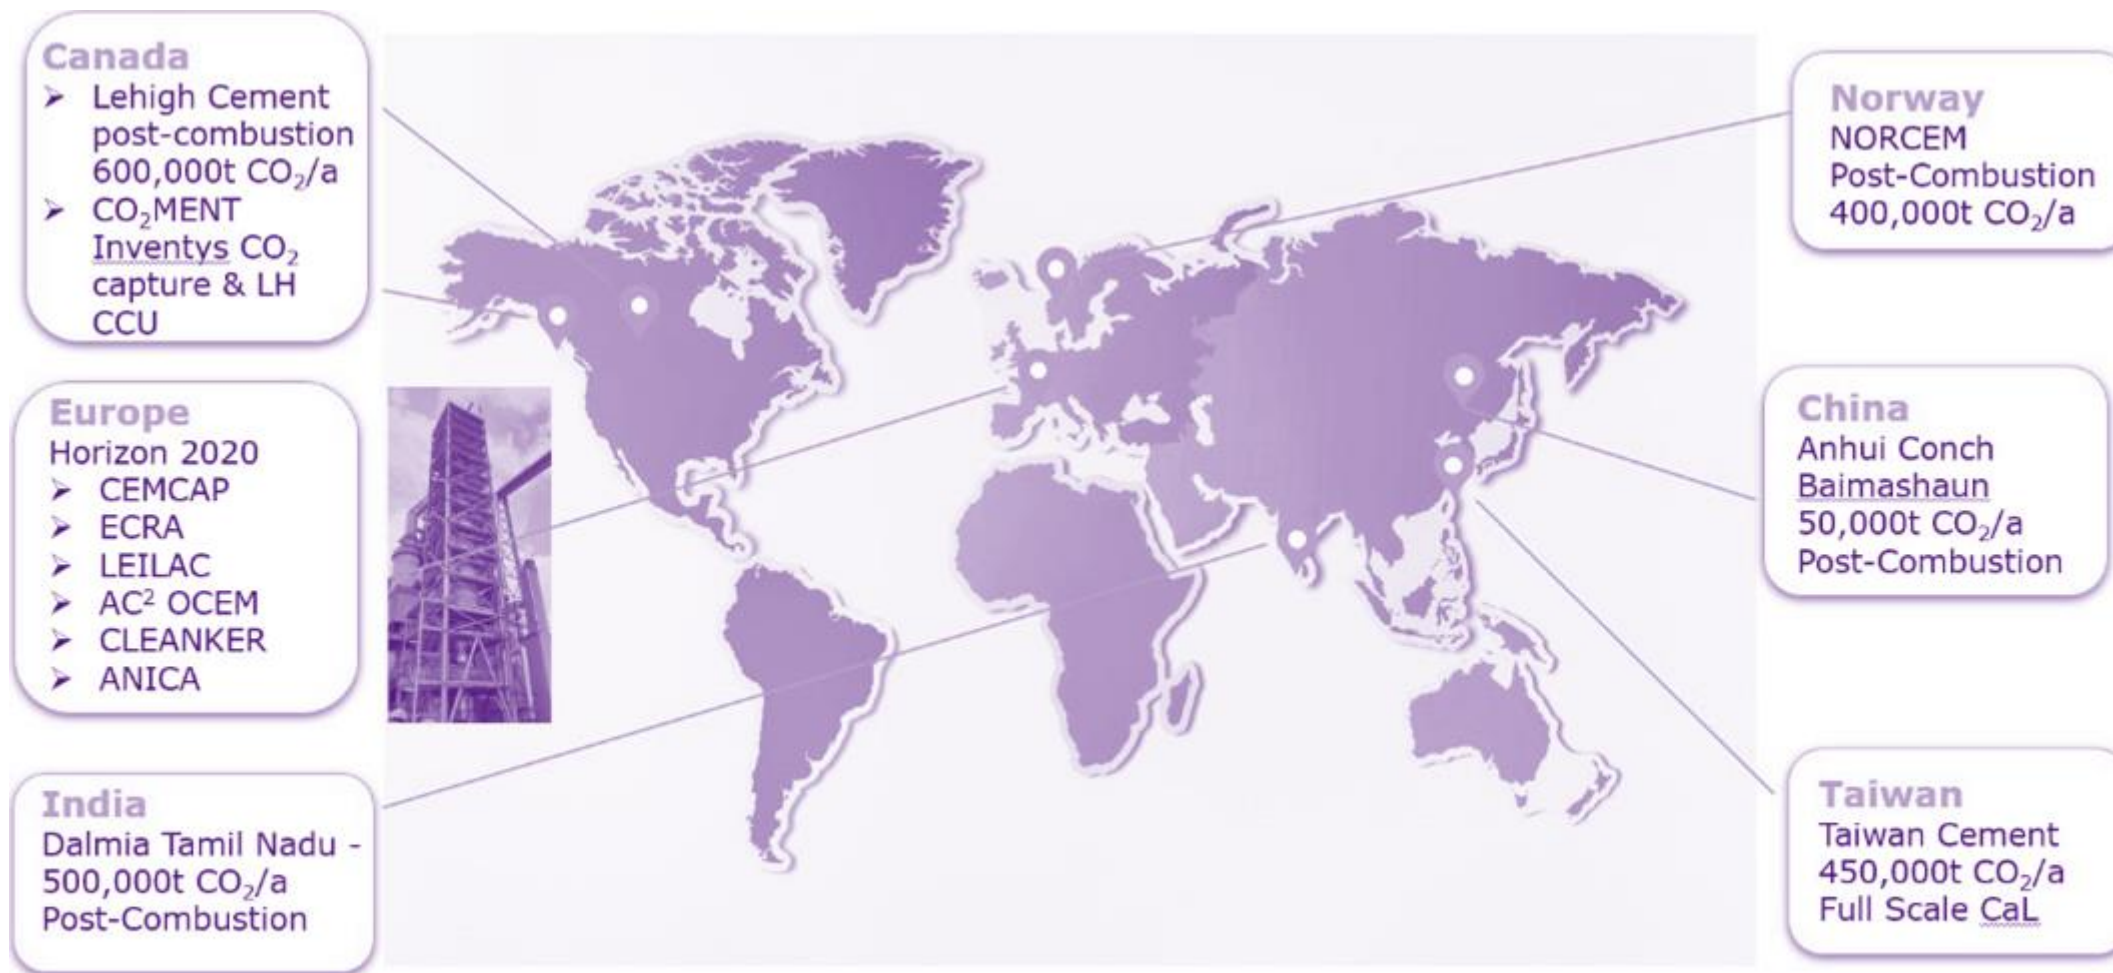 Canada
➢ Lehigh Cement
post-combustion
600,000t CO₂/a
➢ CO₂MENT
Inventys CO₂
capture & LH
CCU
Europe
Horizon 2020
➢ CEMCAP
➢ ECRA
➢ LEILAC
➢ AC² OCEM
➢ CLEANKER
➢ ANICA
India
Dalmia Tamil Nadu -
500,000t CO₂/a
Post-Combustion
Norway
NORCEM
Post-Combustion
400,000t CO₂/a
China
Anhui Conch
Baimashaun
50,000t CO₂/a
Post-Combustion
Taiwan
Taiwan Cement
450,000t CO₂/a
Full Scale CaL